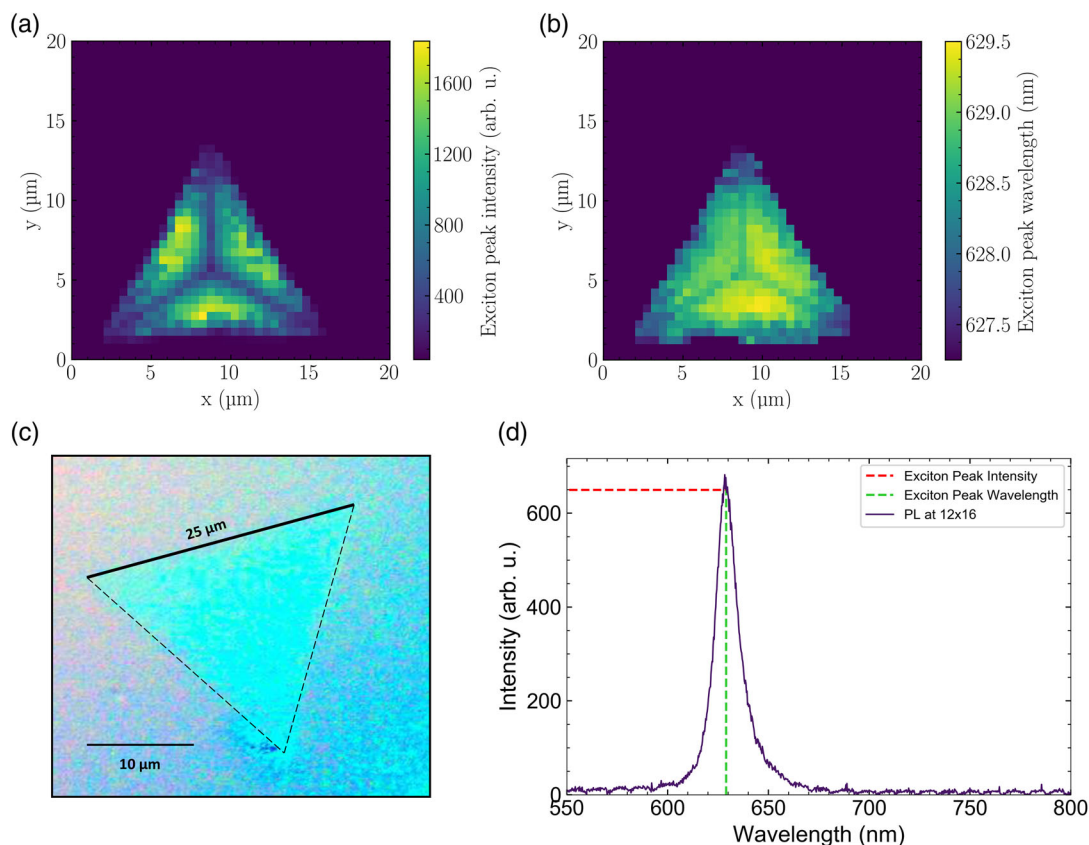 (a)
20
15
10
5
0
y (μm)
0 5 10 15 20
x (μm)
1600
1200
800
400
Exciton peak intensity (arb. u.)
(b)
20
15
10
5
0
y (μm)
0 5 10 15 20
x (μm)
629.5
629.0
628.5
628.0
627.5
Exciton peak wavelength (nm)
(c)
25 μm
10 μm
(d)
600
400
200
0
Intensity (arb. u.)
550 600 650 700 750 800
Wavelength (nm)
Exciton Peak Intensity
Exciton Peak Wavelength
PL at 12x16